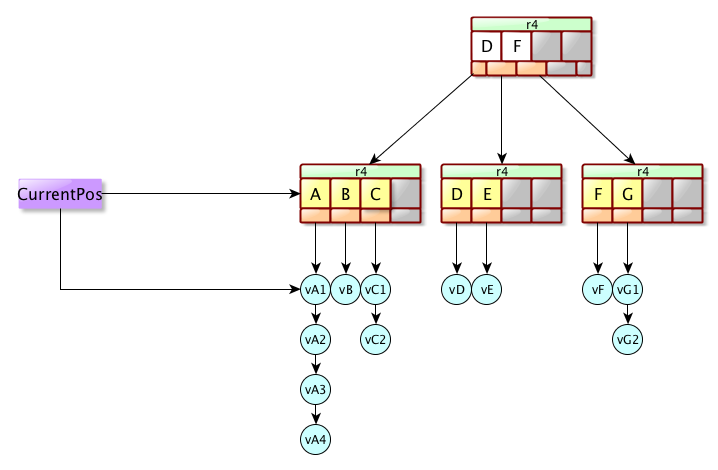 r4
D F
r4 r4 r4
CurrentPos A B C D E F G
vA1 vB vC1 vD vE vF vG1
vA2 vC2 vG2
vA3
vA4